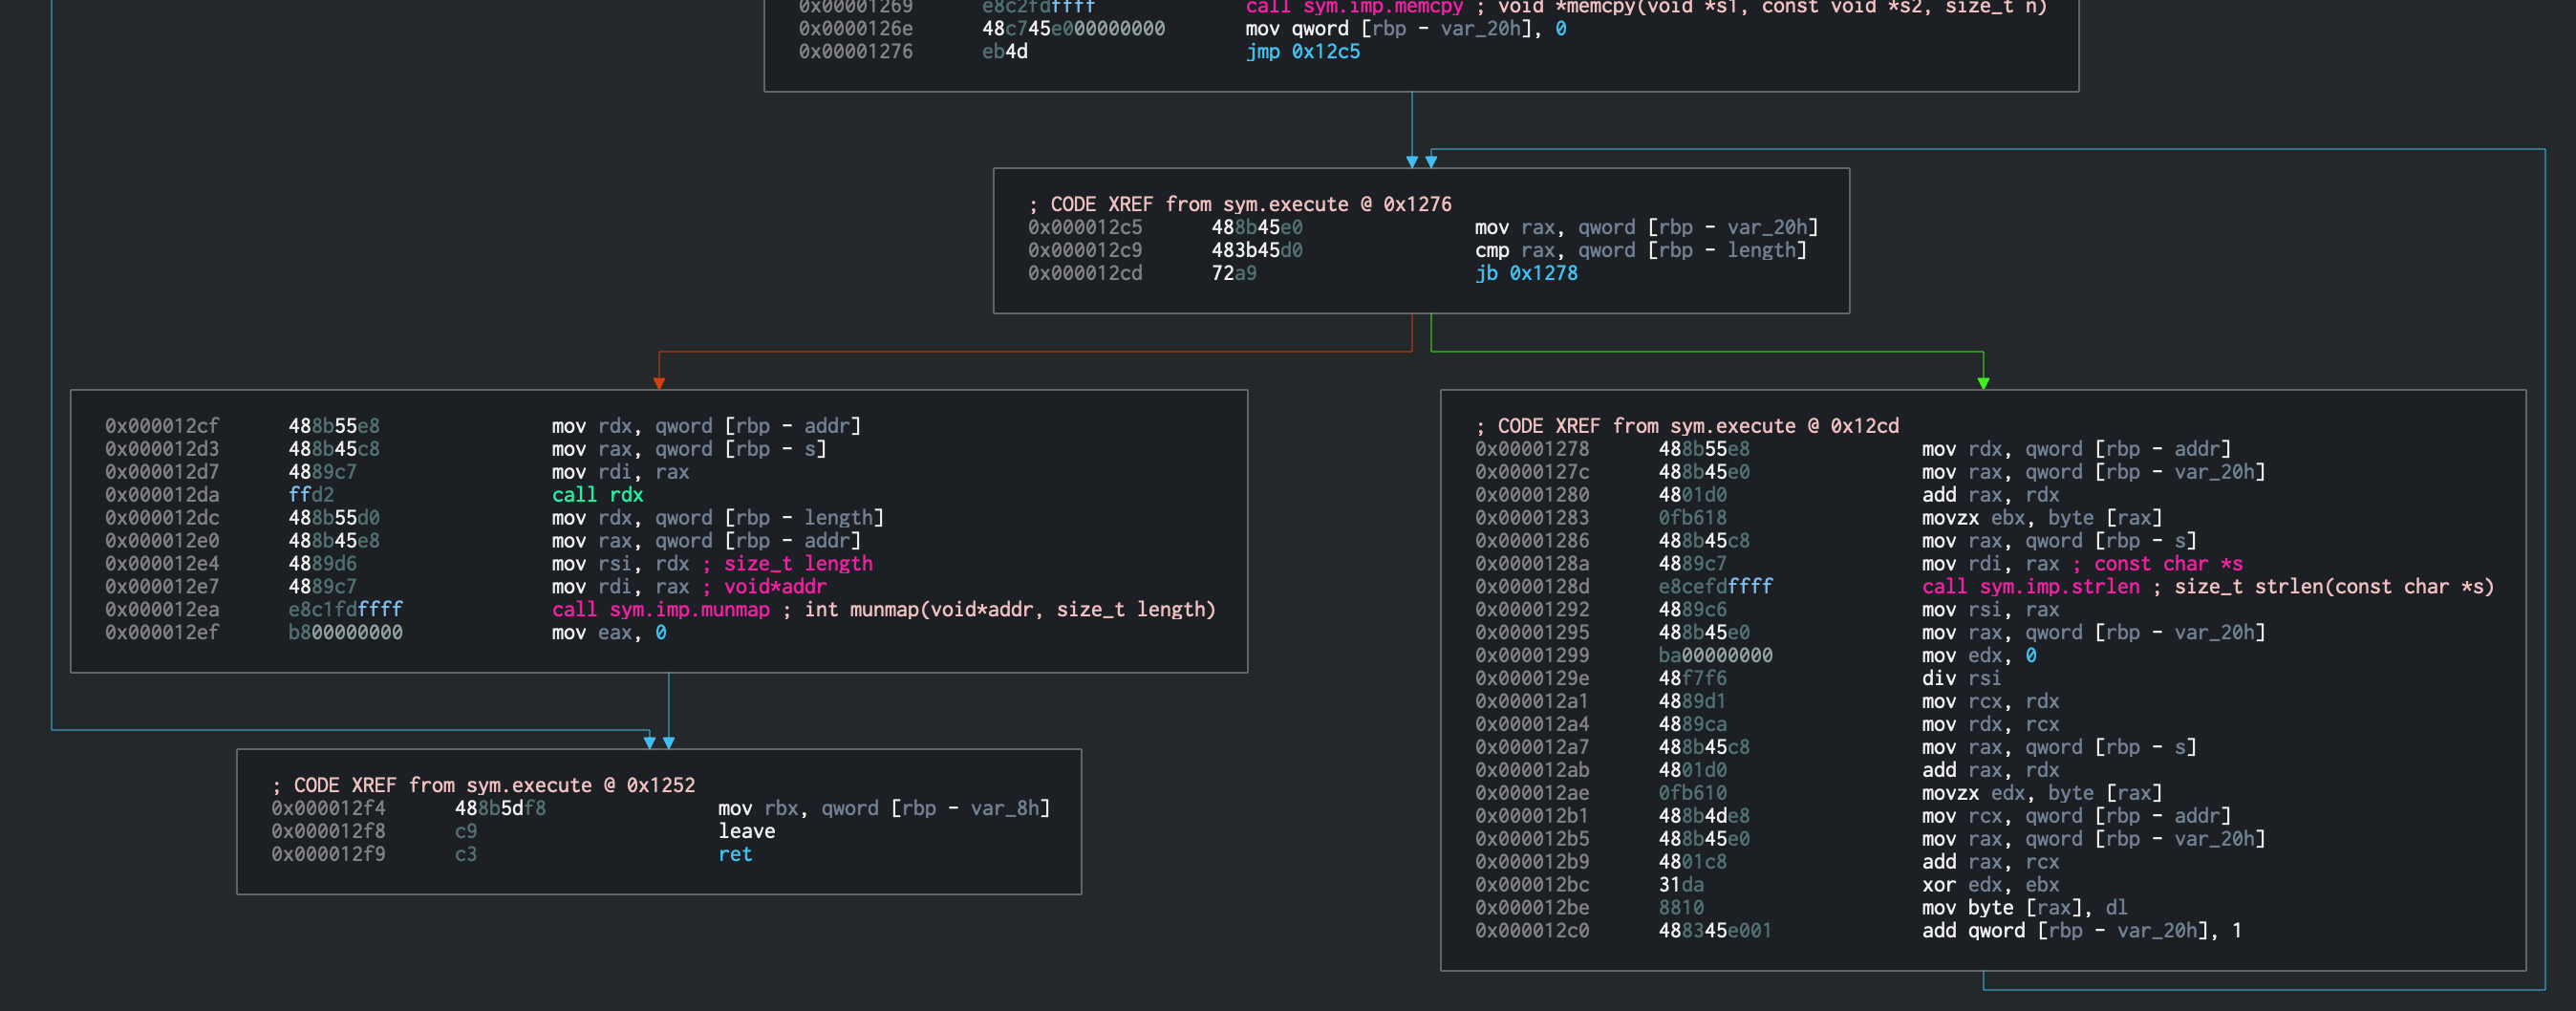 0x00001269 e8c2fdffff call sym.imp.memcpy ; void *memcpy(void *s1, const void *s2, size_t n)
0x0000126e 48c745e000000000 mov qword [rbp - var_20h], 0
0x00001276 eb4d jmp 0x12c5
; CODE XREF from sym.execute @ 0x1276
0x000012c5 488b45e0 mov rax, qword [rbp - var_20h]
0x000012c9 483b45d0 cmp rax, qword [rbp - length]
0x000012cd 72a9 jb 0x1278
0x000012cf 488b55e8 mov rdx, qword [rbp - addr]
0x000012d3 488b45c8 mov rax, qword [rbp - s]
0x000012d7 4889c7 mov rdi, rax
0x000012da ffd2 call rdx
0x000012dc 488b55d0 mov rdx, qword [rbp - length]
0x000012e0 488b45e8 mov rax, qword [rbp - addr]
0x000012e4 4889d6 mov rsi, rdx ; size_t length
0x000012e7 4889c7 mov rdi, rax ; void*addr
0x000012ea e8c1fdffff call sym.imp.munmap ; int munmap(void*addr, size_t length)
0x000012ef b800000000 mov eax, 0
; CODE XREF from sym.execute @ 0x12cd
0x00001278 488b55e8 mov rdx, qword [rbp - addr]
0x0000127c 488b45e0 mov rax, qword [rbp - var_20h]
0x00001280 4801d0 add rax, rdx
0x00001283 0fb618 movzx ebx, byte [rax]
0x00001286 488b45c8 mov rax, qword [rbp - s]
0x0000128a 4889c7 mov rdi, rax ; const char *s
0x0000128d e8cefdffff call sym.imp.strlen ; size_t strlen(const char *s)
0x00001292 4889c6 mov rsi, rax
0x00001295 488b45e0 mov rax, qword [rbp - var_20h]
0x00001299 ba00000000 mov edx, 0
0x0000129e 48f7f6 div rsi
0x000012a1 4889d1 mov rcx, rdx
0x000012a4 4889ca mov rdx, rcx
0x000012a7 488b45c8 mov rax, qword [rbp - s]
0x000012ab 4801d0 add rax, rdx
0x000012ae 0fb610 movzx edx, byte [rax]
0x000012b1 488b4de8 mov rcx, qword [rbp - addr]
0x000012b5 488b45e0 mov rax, qword [rbp - var_20h]
0x000012b9 4801c8 add rax, rcx
0x000012bc 31da xor edx, ebx
0x000012be 8810 mov byte [rax], dl
0x000012c0 488345e001 add qword [rbp - var_20h], 1
; CODE XREF from sym.execute @ 0x1252
0x000012f4 488b5df8 mov rbx, qword [rbp - var_8h]
0x000012f8 c9 leave
0x000012f9 c3 ret